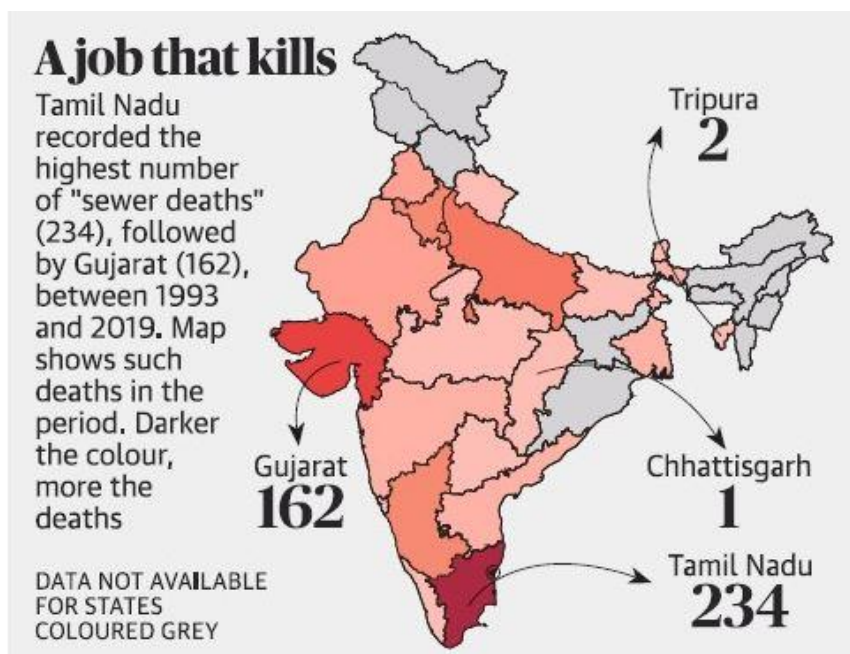 A job that kills
Tamil Nadu
recorded the
highest number
of "sewer deaths"
(234), followed
by Gujarat (162),
between 1993
and 2019. Map
shows such
deaths in the
period. Darker
the colour,
more the
deaths
DATA NOT AVAILABLE
FOR STATES
COLOURED GREY
Tripura
2
Gujarat
162
Chhattisgarh
1
Tamil Nadu
234